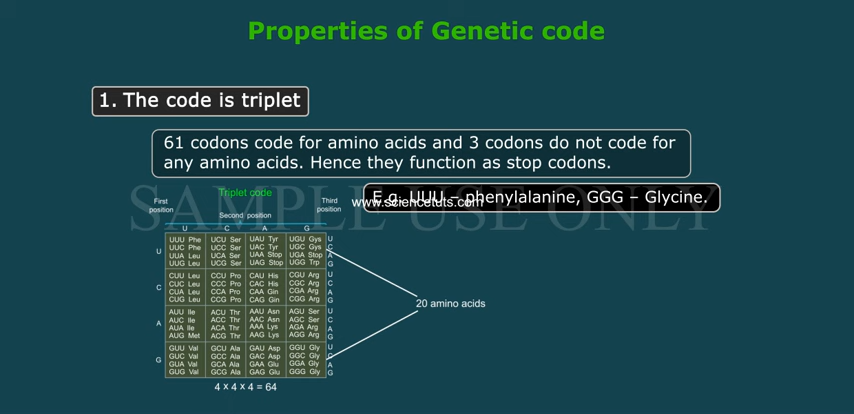 Properties of Genetic code
1. The code is triplet
61 codons code for amino acids and 3 codons do not code for
any amino acids. Hence they function as stop codons.
SAMPLE USE ONLY
E.g. UUU – phenylalanine, GGG – Glycine.
www.sciencetuts.com
Triplet code
First position
Second position
Third position
U C A G
U
UUU Phe UCU Ser UAU Tyr UGU Gys U
UUC Phe UCC Ser UAC Tyr UGC Gys C
UUA Leu UCA Ser UAA Stop UGA Stop A
UUG Leu UCG Ser UAG Stop UGG Trp G
C
CUU Leu CCU Pro CAU His CGU Arg U
CUC Leu CCC Pro CAC His CGC Arg C
CUA Leu CCA Pro CAA Gin CGA Arg A
CUG Leu CCG Pro CAG Gin CGG Arg G
20 amino acids
A
AUU Ile ACU Thr AAU Asn AGU Ser U
AUC Ile ACC Thr AAC Asn AGC Ser C
AUA Ile ACA Thr AAA Lys AGA Arg A
AUG Met ACG Thr AAG Lys AGG Arg G
G
GUU Val GCU Ala GAU Asp GGU Gly U
GUC Val GCC Ala GAC Asp GGC Gly C
GUA Val GCA Ala GAA Glu GGA Gly A
GUG Val GCG Ala GAG Glu GGG Gly G
4 x 4 x 4 = 64